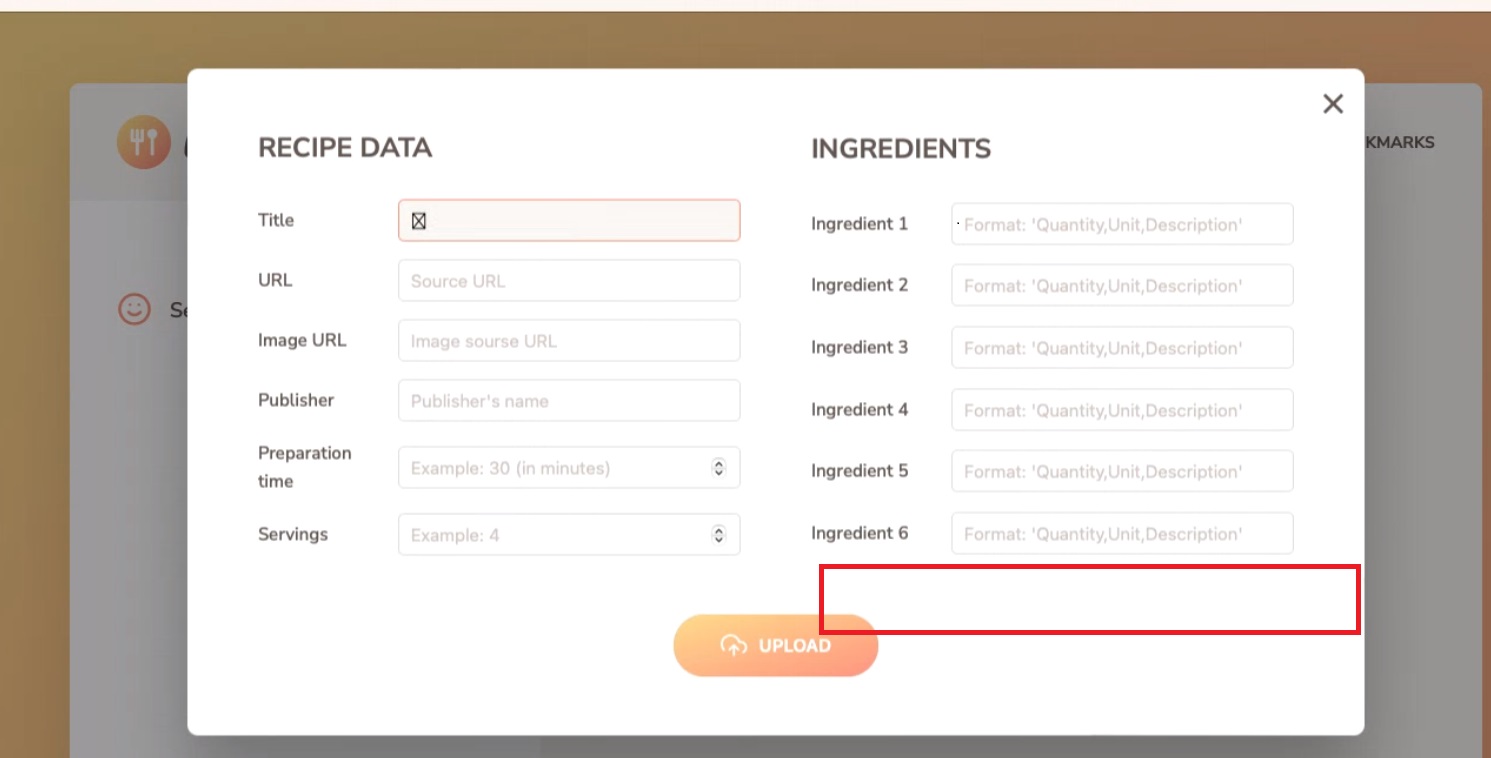 KMARKS
RECIPE DATA
Title
URL
Source URL
Image URL
Image sourse URL
Publisher
Publisher's name
Preparation
time
Example: 30 (in minutes)
Servings
Example: 4
INGREDIENTS
Ingredient 1
Format: 'Quantity,Unit,Description'
Ingredient 2
Format: 'Quantity,Unit,Description'
Ingredient 3
Format: 'Quantity,Unit,Description'
Ingredient 4
Format: 'Quantity,Unit,Description'
Ingredient 5
Format: 'Quantity,Unit,Description'
Ingredient 6
Format: 'Quantity,Unit,Description'
Se
UPLOAD